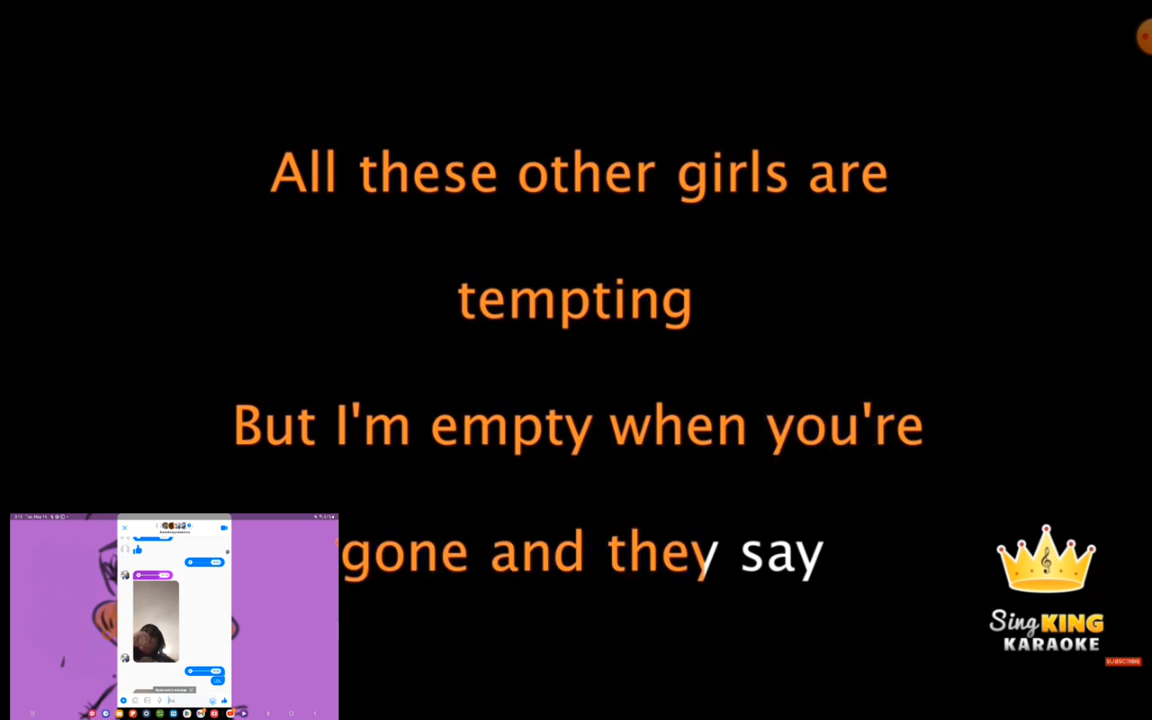 All these other girls are
tempting
But I'm empty when you're
gone and they say
Sing KING
KARAOKE
SUBSCRIBE
LOL